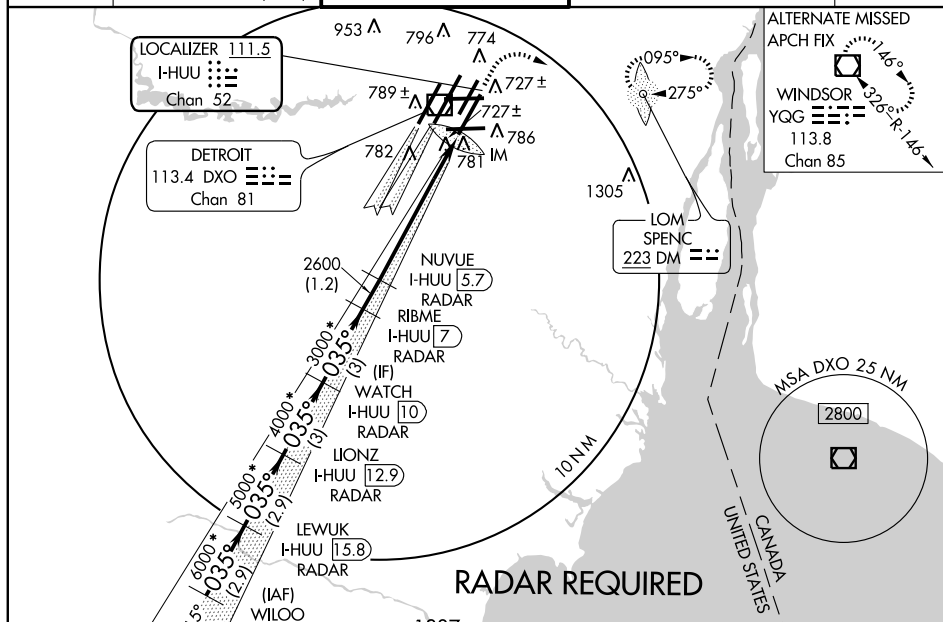 953
796
774
789 ±
727 ±
727 ±
786
781
IM
782
1305
LOCALIZER 111.5
I-HUU
Chan 52
DETROIT
113.4 DXO
Chan 81
095°
275°
LOM
SPENC
223 DM
ALTERNATE MISSED
APCH FIX
146°
326°
R-146
WINDSOR
YQG
113.8
Chan 85
2600
(1.2)
NUVUE
I-HUU 5.7
RADAR
RIBME
I-HUU 7
RADAR
3000*
035°
(3)
(IF)
WATCH
I-HUU 10
RADAR
4000*
035°
(3)
LIONZ
I-HUU 12.9
RADAR
5000*
035°
(2.9)
LEWUK
I-HUU 15.8
RADAR
6000*
035°
(2.9)
(IAF)
WILOO
10 NM
MSA DXO 25 NM
2800
CANADA
UNITED STATES
RADAR REQUIRED